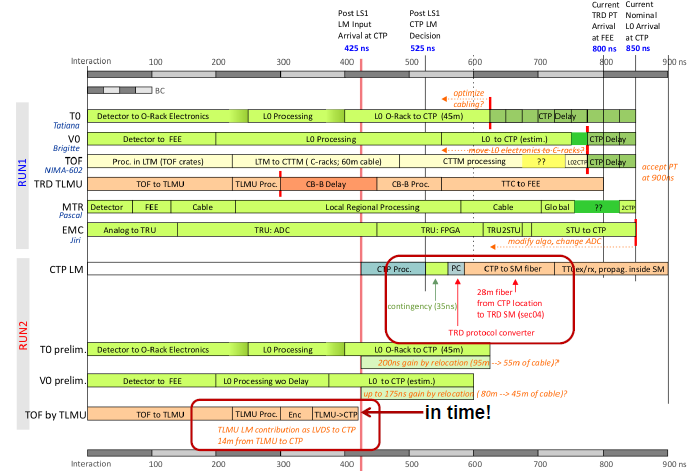 Post LS1
LM Input
Arrival at CTP
425 ns
Post LS1
CTP LM
Decision
525 ns
Current
TRD PT
Arrival
at FEE
800 ns
Current
Nominal
L0 Arrival
at CTP
850 ns
Interaction 100 200 300 400 500 600 700 800 900 ns
BC
optimize
cabling?
RUN1
T0 Detector to O-Rack Electronics L0 Processing L0 O-Rack to CTP (45m) CTP Delay
Tatiana
V0 Detector to FEE L0 Processing L0 to CTP (estim.) CTP Delay
Brigitte
move L0 electronics to C-racks?
TOF Proc. in LTM (TOF crates) LTM to CTTM ( C-racks; 60m cable) CTTM processing ?? L02CTP CTP Delay
NIMA-602
accept PT
at 900ns
TRD TLMU TOF to TLMU TLMU Proc. CB-B Delay CB-B Proc. TTC to FEE
MTR Detector FEE Cable Local Regional Processing Cable Global ?? 2CTP
Pascal
EMC Analog to TRU TRU: ADC TRU: FPGA TRU2STU STU to CTP
Jiri
modify algo, change ADC
RUN2
CTP LM CTP Proc. PC CTP to SM fiber TTCex/rx, propag. inside SM
contingency (35ns)
28m fiber
from CTP location
to TRD SM (sec04)
TRD protocol converter
T0 prelim. Detector to O-Rack Electronics L0 Processing L0 O-Rack to CTP (45m)
200ns gain by relocation (95m --> 55m of cable)?
V0 prelim. Detector to FEE L0 Processing wo Delay L0 to CTP (estim.)
up to 175ns gain by relocation ( 80m --> 45m of cable)?
TOF by TLMU TOF to TLMU TLMU Proc. Enc TLMU->CTP in time!
TLMU LM contribution as LVDS to CTP
14m from TLMU to CTP
Interaction 100 200 300 400 500 600 700 800 900 ns